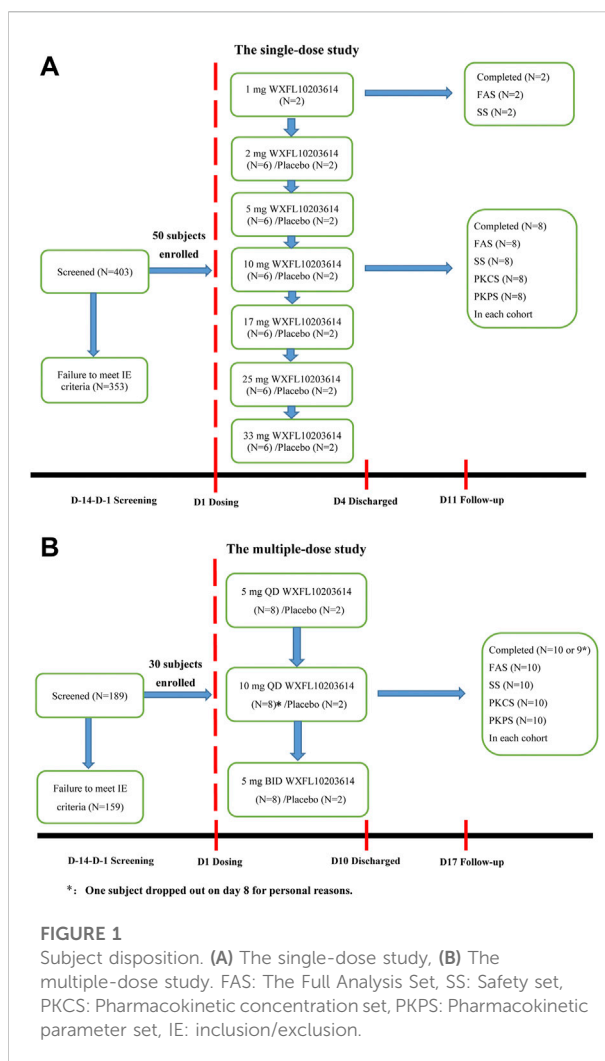 A
The single-dose study
1 mg WXFL10203614
(N=2)
Completed (N=2)
FAS (N=2)
SS (N=2)
2 mg WXFL10203614
(N=6) /Placebo (N=2)
5 mg WXFL10203614
(N=6) /Placebo (N=2)
50 subjects
enrolled
Screened (N=403)
10 mg WXFL10203614
(N=6) /Placebo (N=2)
Completed (N=8)
FAS (N=8)
SS (N=8)
PKCS (N=8)
PKPS (N=8)
In each cohort
17 mg WXFL10203614
(N=6) /Placebo (N=2)
Failure to meet IE
criteria (N=353)
25 mg WXFL10203614
(N=6) /Placebo (N=2)
33 mg WXFL10203614
(N=6) /Placebo (N=2)
D-14-D-1 Screening
D1 Dosing
D4 Discharged
D11 Follow-up
B
The multiple-dose study
5 mg QD WXFL10203614
(N=8) /Placebo (N=2)
30 subjects
enrolled
Screened (N=189)
10 mg QD WXFL10203614
(N=8)* /Placebo (N=2)
Completed (N=10 or 9*)
FAS (N=10)
SS (N=10)
PKCS (N=10)
PKPS (N=10)
In each cohort
Failure to meet IE
criteria (N=159)
5 mg BID WXFL10203614
(N=8) /Placebo (N=2)
D-14-D-1 Screening
D1 Dosing
D10 Discharged
D17 Follow-up
*: One subject dropped out on day 8 for personal reasons.
FIGURE 1
Subject disposition. (A) The single-dose study, (B) The
multiple-dose study. FAS: The Full Analysis Set, SS: Safety set,
PKCS: Pharmacokinetic concentration set, PKPS: Pharmacokinetic
parameter set, IE: inclusion/exclusion.